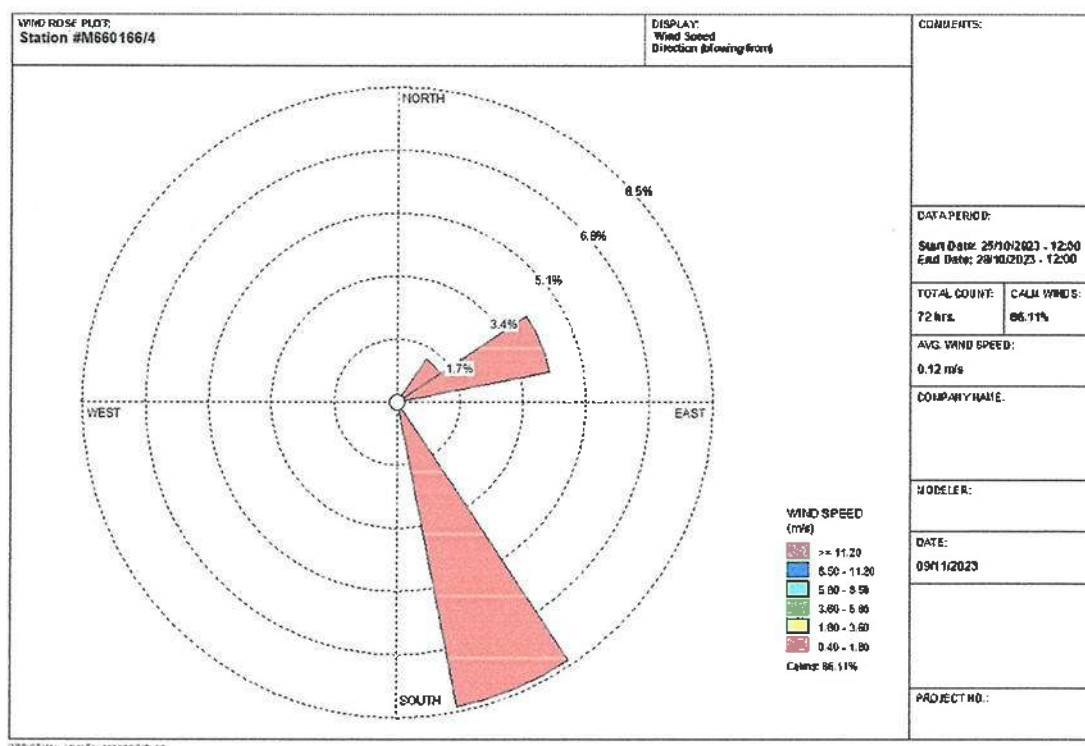 WIND ROSE PLOT:
Station #M660166/4
DISPLAY:
Wind Speed
Direction (blowing from)
COMMENTS:
NORTH
8.5%
6.8%
5.1%
3.4%
1.7%
WEST
EAST
SOUTH
WIND SPEED
(m/s)
>= 11.20
8.50 - 11.20
5.80 - 8.50
3.60 - 5.80
1.80 - 3.60
0.40 - 1.80
Calms: 86.11%
DATA PERIOD:
Start Date: 25/10/2023 - 12:00
End Date: 28/10/2023 - 12:00
TOTAL COUNT:
72 hrs.
CALM WINDS:
86.11%
AVG. WIND SPEED:
0.12 m/s
COMPANY NAME:
MODELER:
DATE:
09/11/2023
PROJECT NO.: